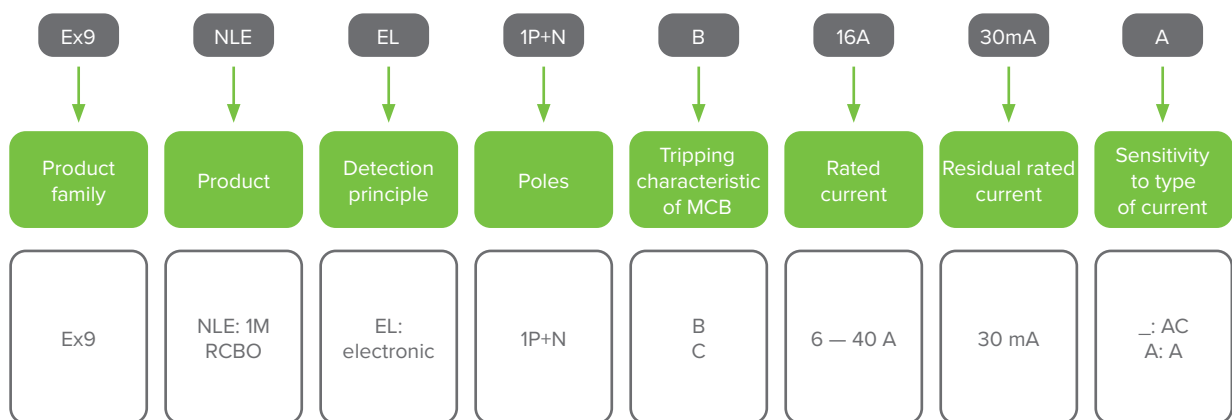 Ex9 NLE EL 1P+N B 16A 30mA A
Product
family
Product
Detection
principle
Poles
Tripping
characteristic
of MCB
Rated
current
Residual rated
current
Sensitivity
to type
of current
Ex9
NLE: 1M
RCBO
EL:
electronic
1P+N
B
C
6 — 40 A
30 mA
_: AC
A: A